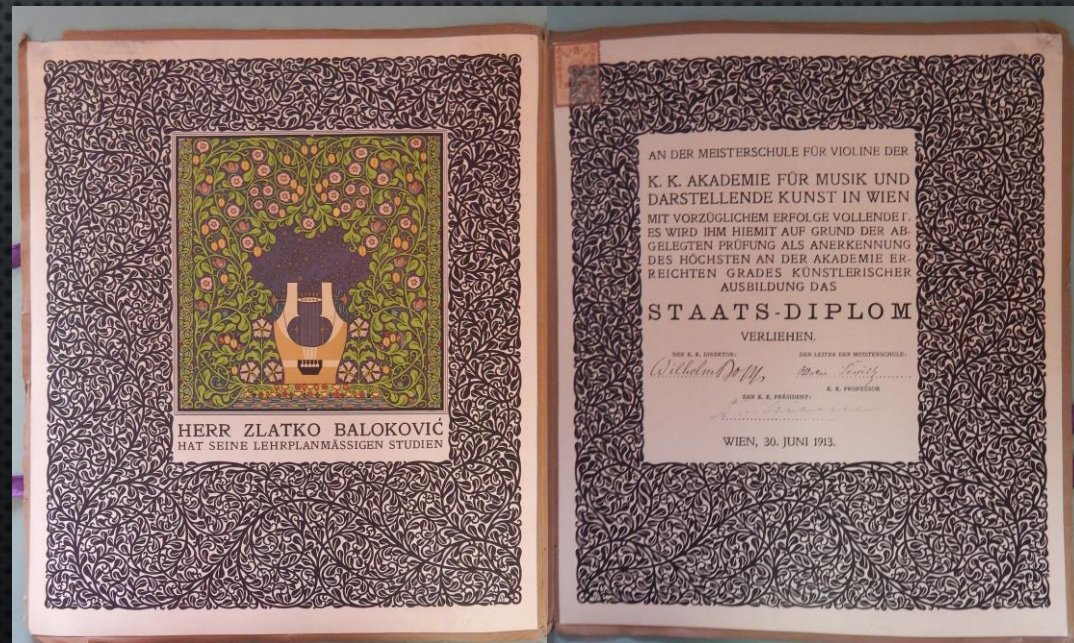 HERR ZLATKO BALOKOVIĆ
HAT SEINE LEHRPLANMÄSSIGEN STUDIEN
AN DER MEISTERSCHULE FÜR VIOLINE DER
K. K. AKADEMIE FÜR MUSIK UND
DARSTELLENDE KUNST IN WIEN
MIT VORZÜGLICHEM ERFOLGE VOLLENDET.
ES WIRD IHM HIEMIT AUF GRUND DER AB-
GELEGTEN PRÜFUNG ALS ANERKENNUNG
DES HÖCHSTEN AN DER AKADEMIE ER-
REICHTEN GRADES KÜNSTLERISCHER
AUSBILDUNG DAS
STAATS-DIPLOM
VERLIEHEN.
DER K. K. DIREKTOR:
DER LEITER DER MEISTERSCHULE:
Wilhelm
K. K. PROFESSOR
DER K. K. PRÄSIDENT:
WIEN, 30. JUNI 1913.